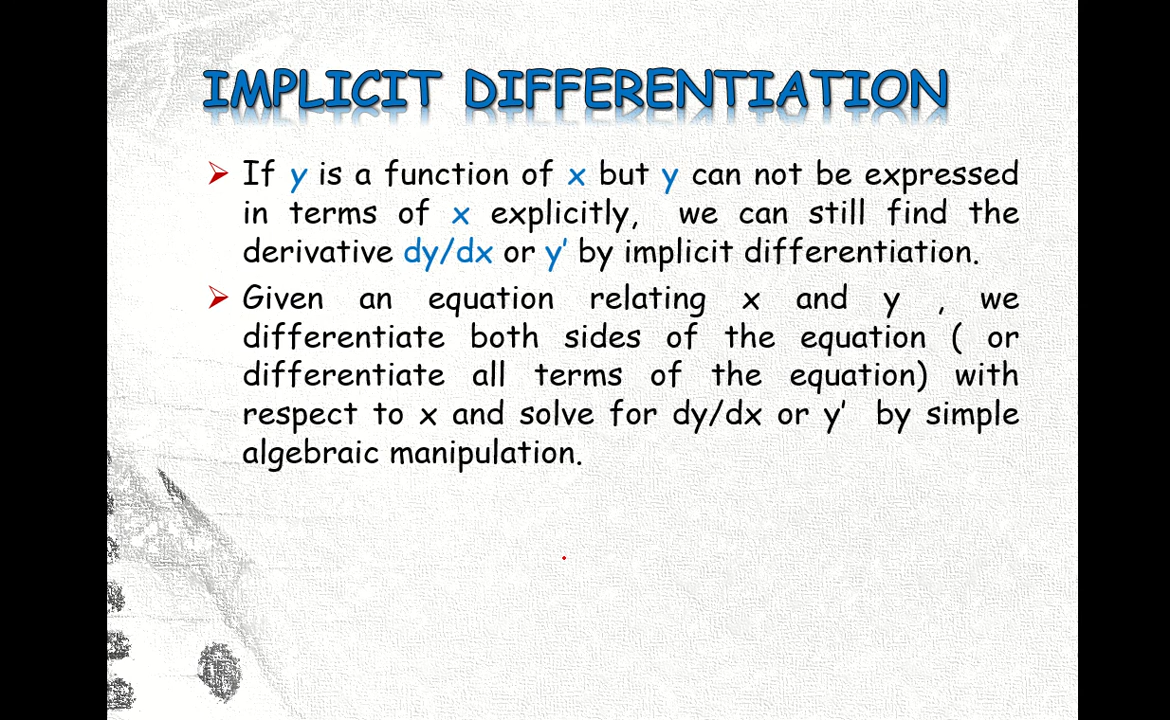 IMPLICIT DIFFERENTIATION
If y is a function of x but y can not be expressed
in terms of x explicitly, we can still find the
derivative dy/dx or y' by implicit differentiation.
Given an equation relating x and y , we
differentiate both sides of the equation ( or
differentiate all terms of the equation) with
respect to x and solve for dy/dx or y' by simple
algebraic manipulation.